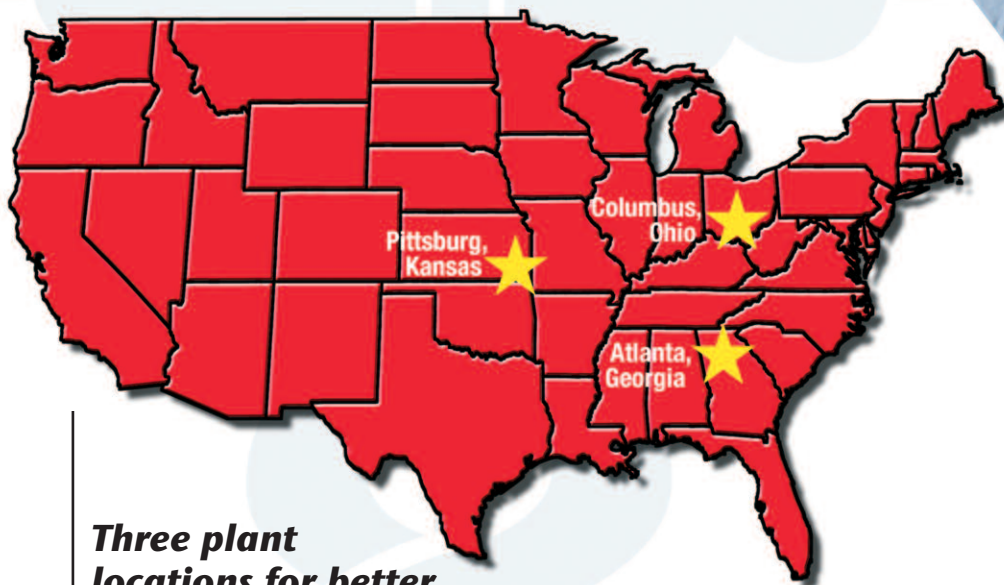 Columbus,
Ohio
Pittsburg,
Kansas
Atlanta,
Georgia
Three plant
locations for better